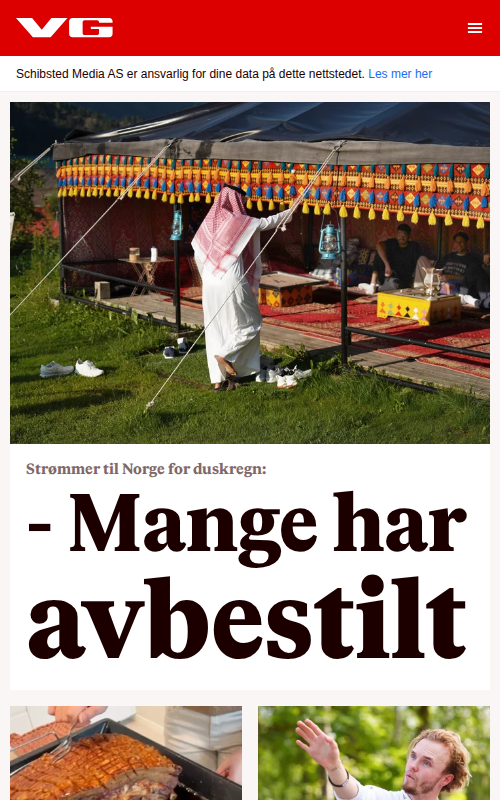 VG
Schibsted Media AS er ansvarlig for dine data på dette nettstedet. Les mer her
Strømmer til Norge for duskregn:
- Mange har
avbestilt